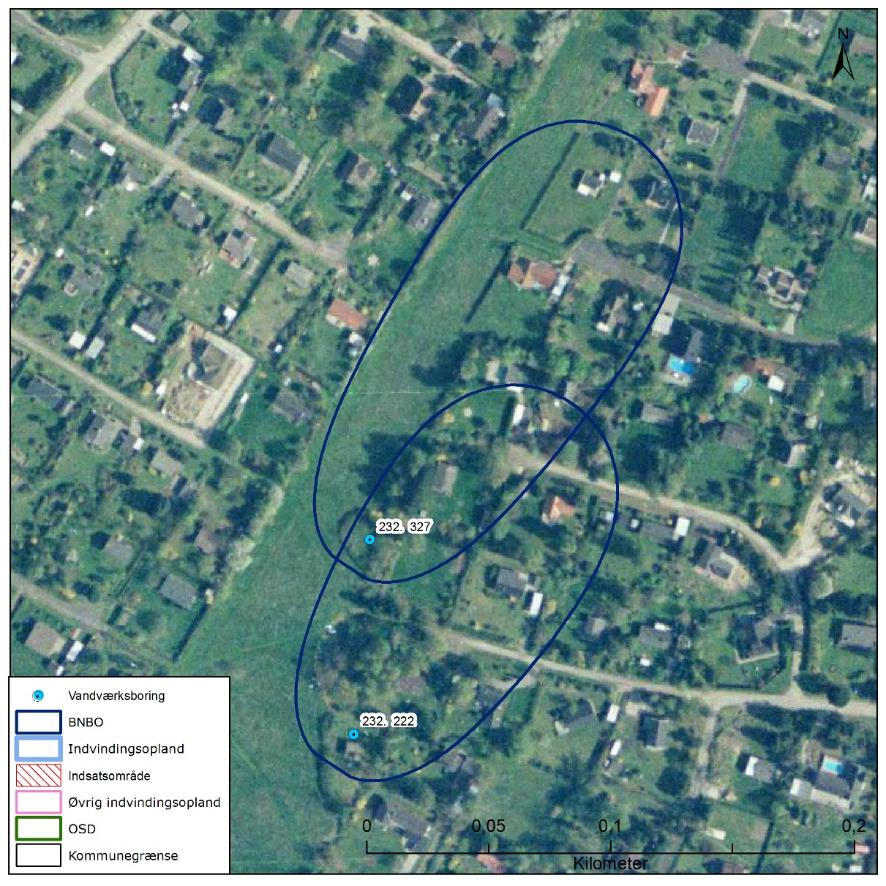 N
232. 327
232. 222
Vandværksboring
BNBO
Indvindingsopland
Indsatsområde
Øvrig indvindingsopland
OSD
Kommunegrænse
0 0,05 0,1 0,2
Kilometer